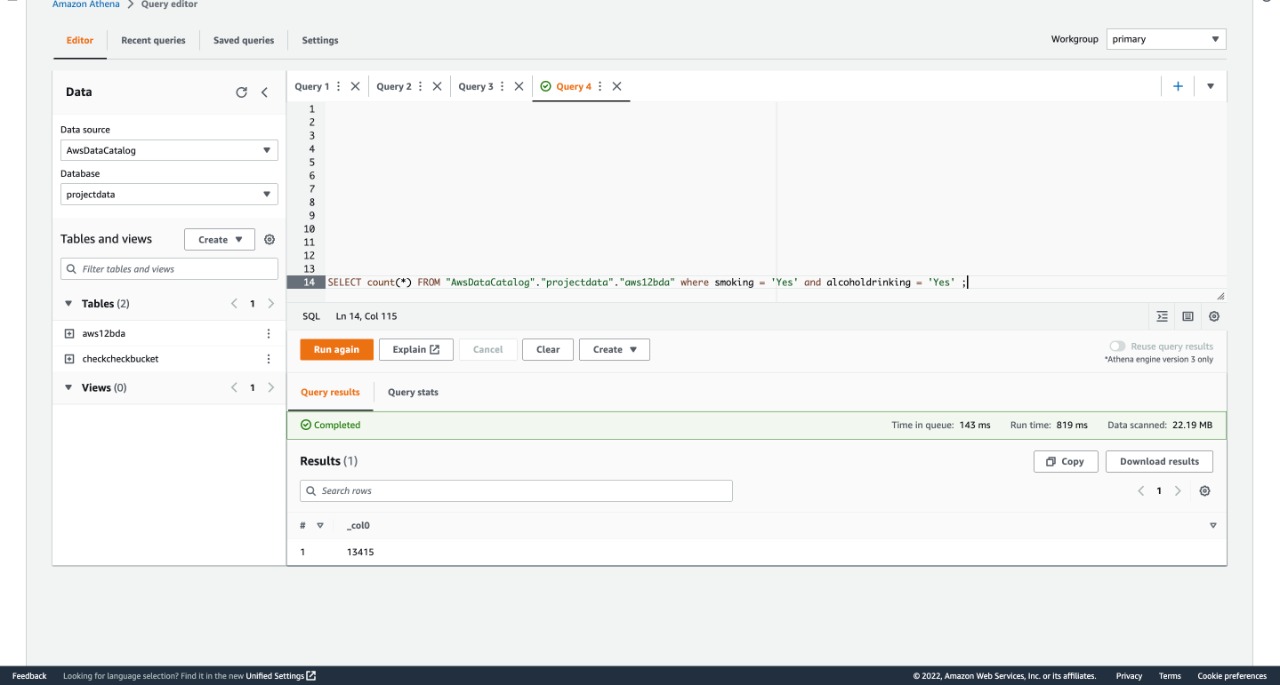 Amazon Athena > Query editor
Editor Recent queries Saved queries Settings
Workgroup primary
Data
Data source
AwsDataCatalog
Database
projectdata
Tables and views Create
Filter tables and views
Tables (2) < 1 >
aws12bda
checkcheckbucket
Views (0) < 1 >
Query 1 Query 2 Query 3 Query 4
1
2
3
4
5
6
7
8
9
10
11
12
13
14 SELECT count(*) FROM "AwsDataCatalog"."projectdata"."aws12bda" where smoking = 'Yes' and alcoholdrinking = 'Yes' ;
SQL Ln 14, Col 115
Run again Explain Cancel Clear Create
Reuse query results
*Athena engine version 3 only
Query results Query stats
Completed Time in queue: 143 ms Run time: 819 ms Data scanned: 22.19 MB
Results (1) Copy Download results
Search rows < 1 >
# _col0
1 13415
Feedback Looking for language selection? Find it in the new Unified Settings © 2022, Amazon Web Services, Inc. or its affiliates. Privacy Terms Cookie preferences